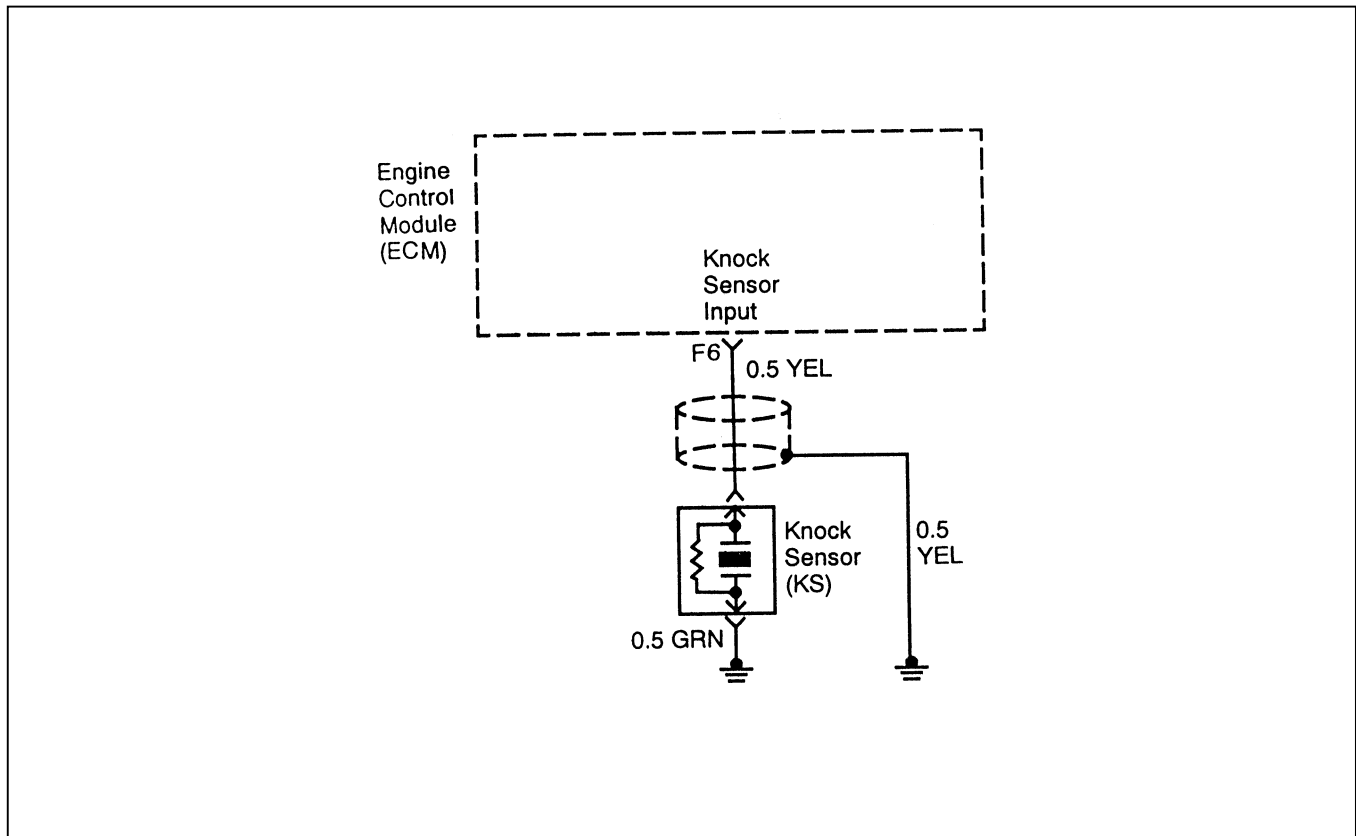 Engine
Control
Module
(ECM)
Knock
Sensor
Input
F6
0.5 YEL
Knock
Sensor
(KS)
0.5
YEL
0.5 GRN